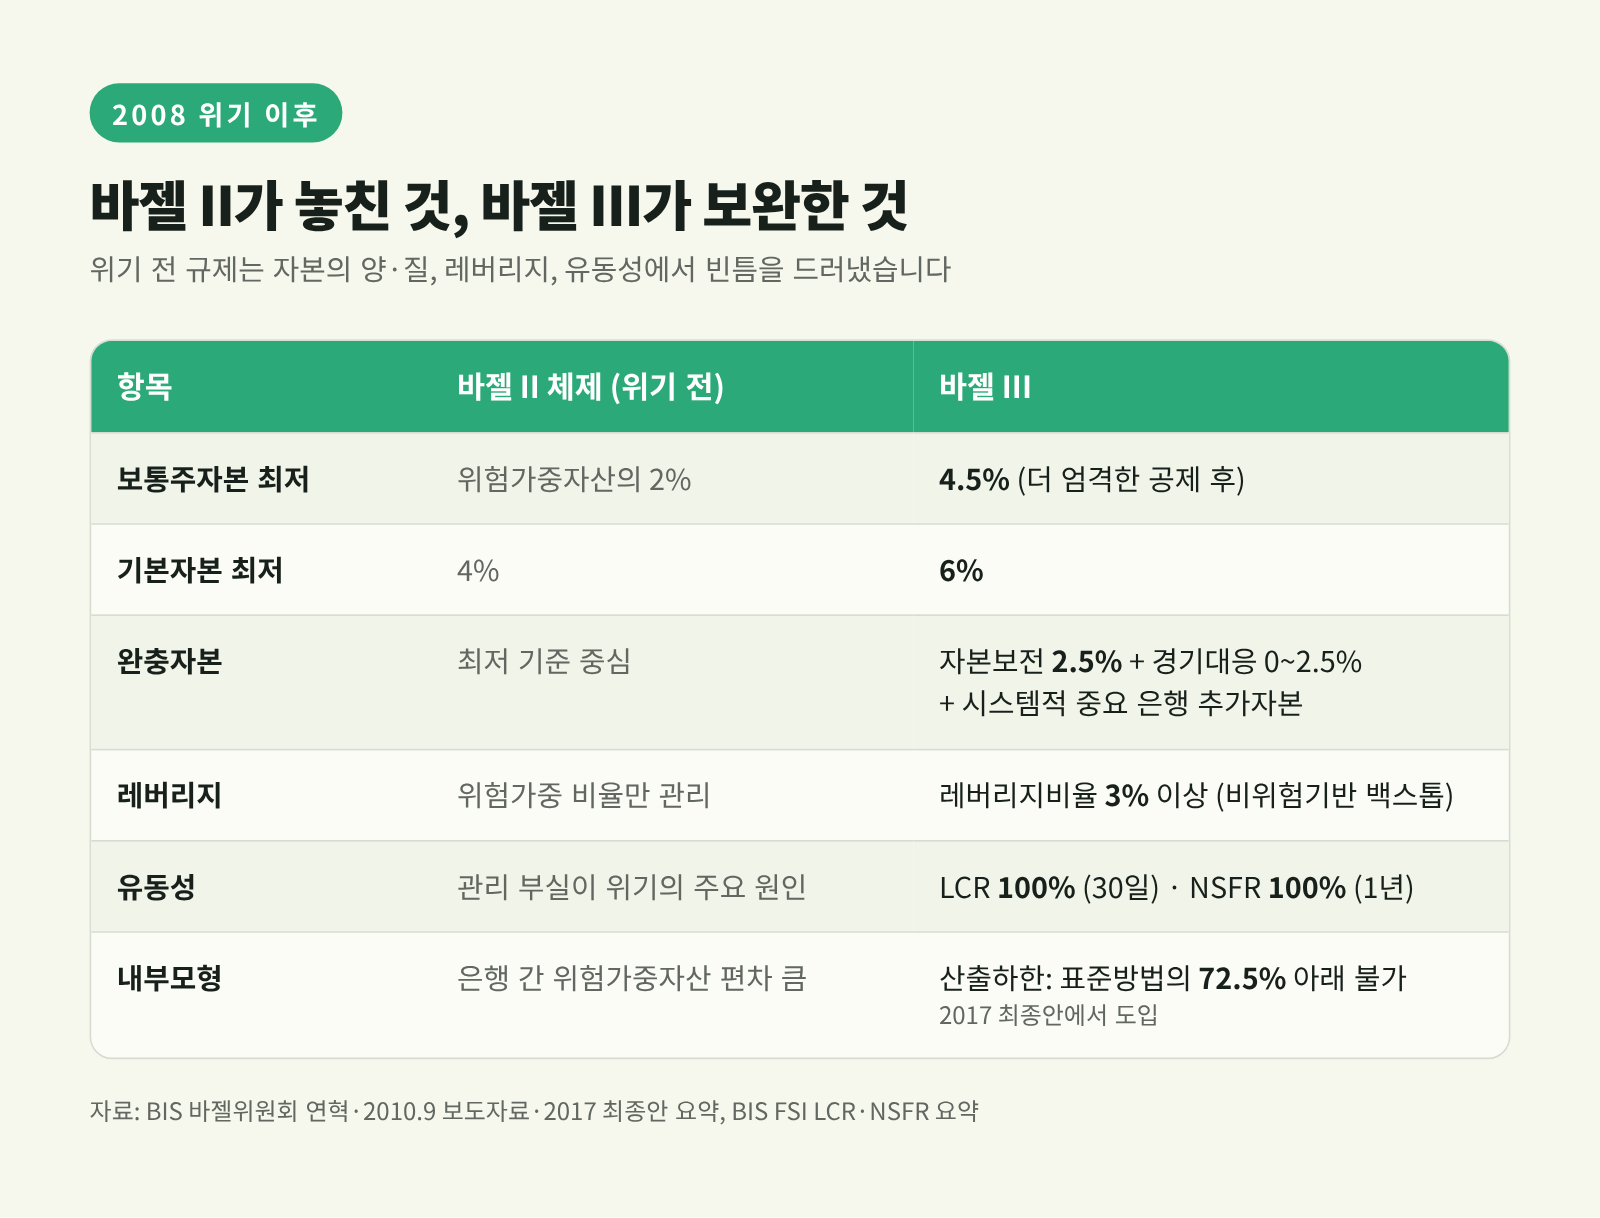 2008 위기 이후
바젤 II가 놓친 것, 바젤 III가 보완한 것
위기 전 규제는 자본의 양·질, 레버리지, 유동성에서 빈틈을 드러냈습니다
항목 바젤 II 체제 (위기 전) 바젤 III
보통주자본 최저 위험가중자산의 2% 4.5% (더 엄격한 공제 후)
기본자본 최저 4% 6%
완충자본 최저 기준 중심 자본보전 2.5% + 경기대응 0~2.5%
+ 시스템적 중요 은행 추가자본
레버리지 위험가중 비율만 관리 레버리지비율 3% 이상 (비위험기반 백스톱)
유동성 관리 부실이 위기의 주요 원인 LCR 100% (30일) · NSFR 100% (1년)
내부모형 은행 간 위험가중자산 편차 큼 산출하한: 표준방법의 72.5% 아래 불가
2017 최종안에서 도입
자료: BIS 바젤위원회 연혁·2010.9 보도자료·2017 최종안 요약, BIS FSI LCR·NSFR 요약